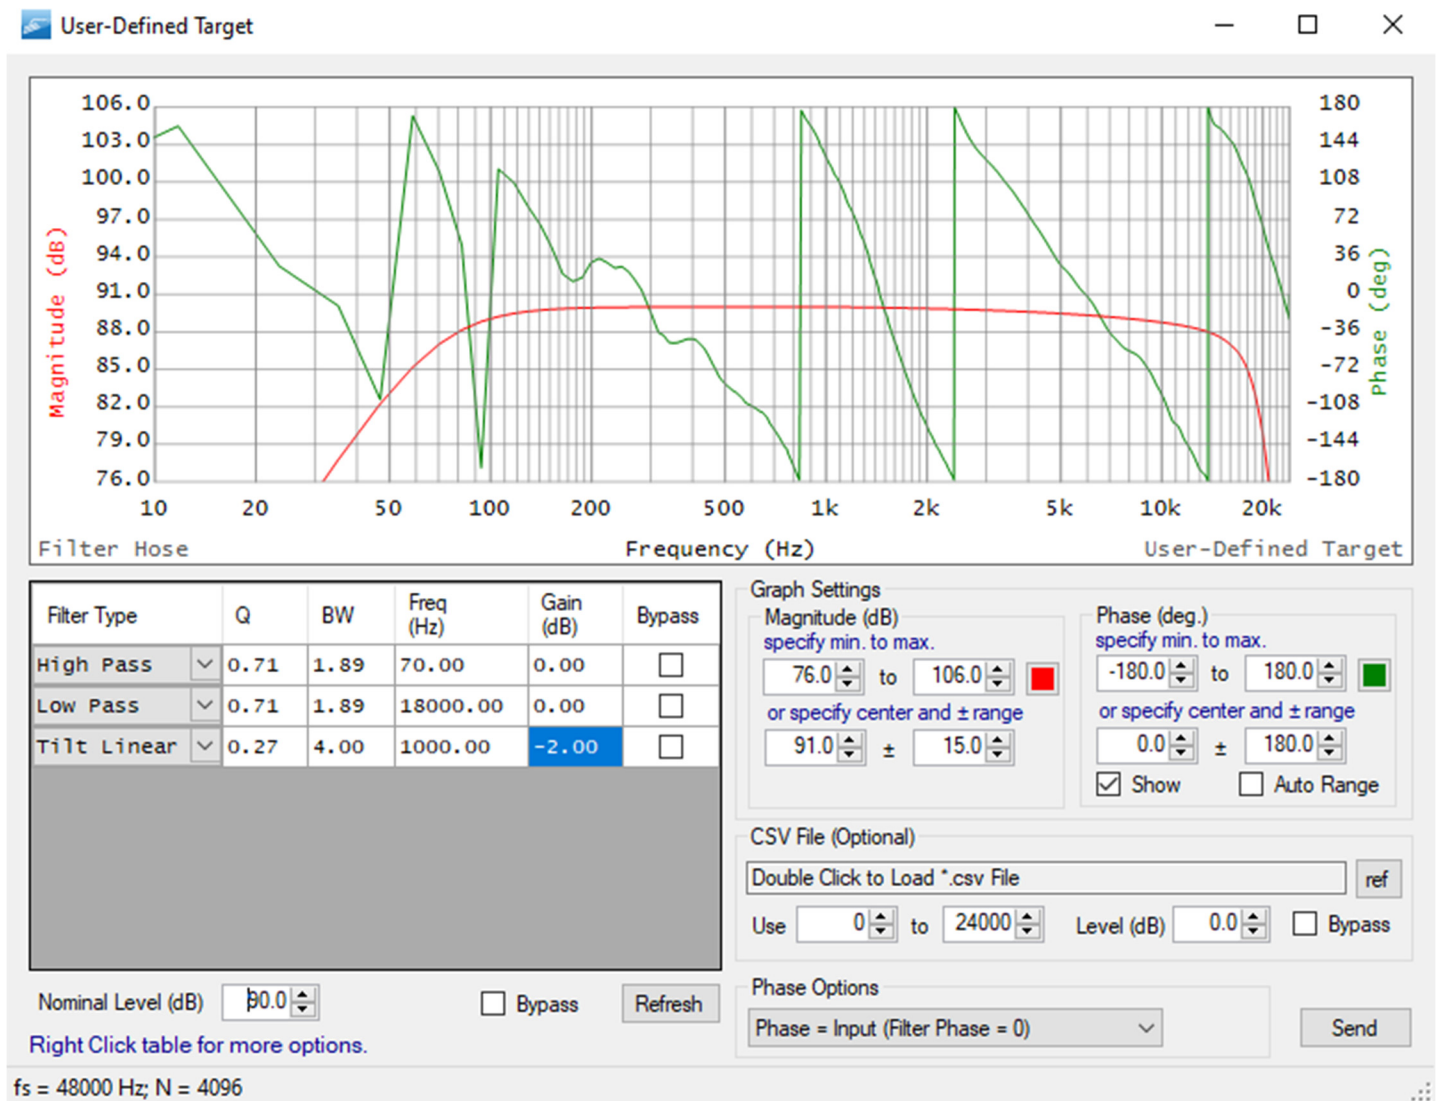 User-Defined Target
106.0 180
103.0 144
100.0 108
97.0 72
94.0 36
91.0 0
88.0 -36
85.0 -72
82.0 -108
79.0 -144
76.0 -180
Magnitude (dB)
Phase (deg)
10 20 50 100 200 500 1k 2k 5k 10k 20k
Filter Hose Frequency (Hz) User-Defined Target
Filter Type Q BW Freq (Hz) Gain (dB) Bypass
High Pass 0.71 1.89 70.00 0.00
Low Pass 0.71 1.89 18000.00 0.00
Tilt Linear 0.27 4.00 1000.00 -2.00
Nominal Level (dB) 90.0 Bypass Refresh
Right Click table for more options.
Graph Settings
Magnitude (dB)
specify min. to max.
76.0 to 106.0
or specify center and ± range
91.0 ± 15.0
Phase (deg.)
specify min. to max.
-180.0 to 180.0
or specify center and ± range
0.0 ± 180.0
Show Auto Range
CSV File (Optional)
Double Click to Load *.csv File ref
Use 0 to 24000 Level (dB) 0.0 Bypass
Phase Options
Phase = Input (Filter Phase = 0) Send
fs = 48000 Hz; N = 4096